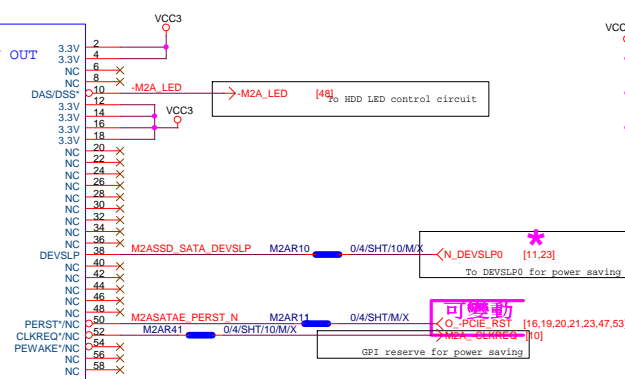 VCC3
VCC
OUT
3.3V 2
3.3V 4
NC 6
NC 8
DAS/DSS* 10 -M2A_LED -M2A_LED [48] To HDD LED control circuit
3.3V 12
VCC3
3.3V 14
3.3V 16
3.3V 18
NC 20
NC 22
NC 24
NC 26
NC 28
NC 30
NC 32
NC 34
NC 36
*
DEVSLP 38 M2ASSD_SATA_DEVSLP M2AR10 0/4/SHT/10/M/X N_DEVSLP0 [11,23]
NC 40
To DEVSLP0 for power saving
NC 42
NC 44
NC 46
NC 48
可變動
PERST*/NC 50 M2ASATAE_PERST_N M2AR11 0/4/SHT/M/X O_-PCIE_RST [16,19,20,21,23,47,53]
CLKREQ*/NC 52 M2AR41 0/4/SHT/10/M/X M2A_-CLKREQ [10]
PEWAKE*/NC 54
GPI reserve for power saving
NC 56
NC 58